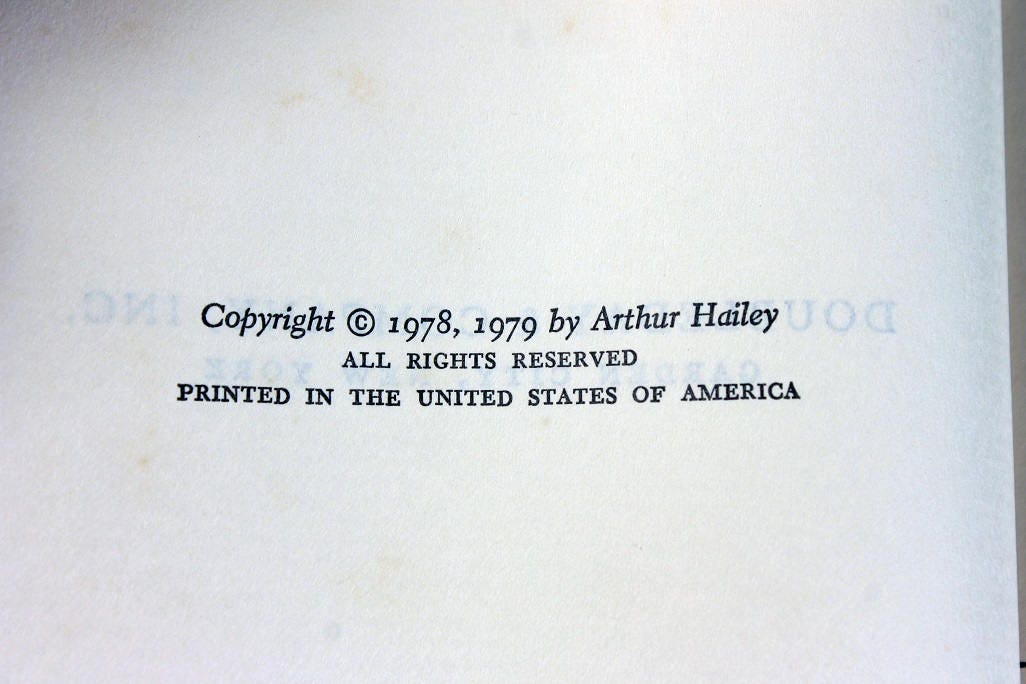 Copyright © 1978, 1979 by Arthur Hailey
ALL RIGHTS RESERVED
PRINTED IN THE UNITED STATES OF AMERICA